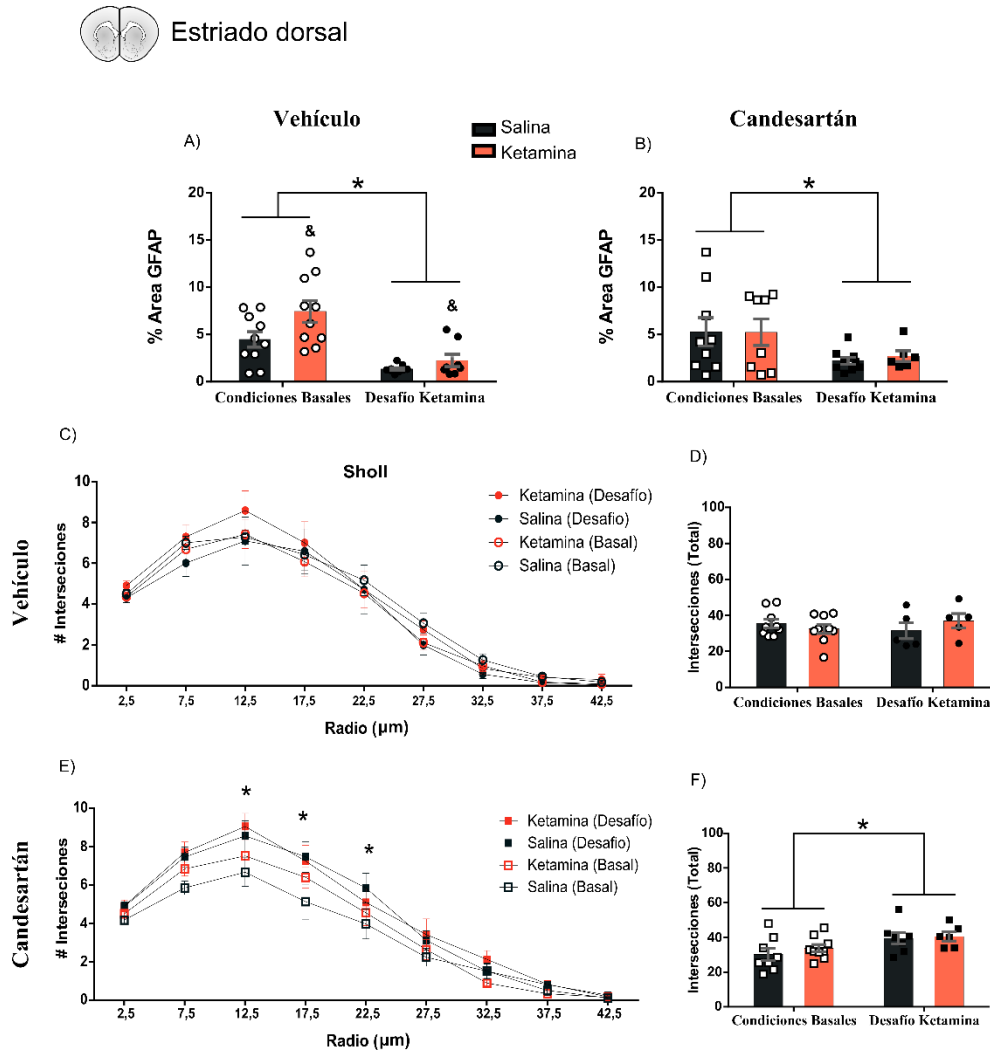 Estriado dorsal
Vehículo
Candesartán
Salina
Ketamina
A)
20
15
10
5
0
% Area GFAP
*
&
&
Condiciones Basales
Desafío Ketamina
B)
20
15
10
5
0
% Area GFAP
*
Condiciones Basales
Desafío Ketamina
Vehículo
C)
Sholl
10
8
6
4
2
0
# Interseciones
Ketamina (Desafío)
Salina (Desafio)
Ketamina (Basal)
Salina (Basal)
2,5 7,5 12,5 17,5 22,5 27,5 32,5 37,5 42,5
Radio (µm)
D)
100
80
60
40
20
0
Intersecciones (Total)
Condiciones Basales
Desafío Ketamina
Candesartán
E)
10
8
6
4
2
0
# Interseciones
*
*
*
Ketamina (Desafío)
Salina (Desafio)
Ketamina (Basal)
Salina (Basal)
2,5 7,5 12,5 17,5 22,5 27,5 32,5 37,5 42,5
Radio (µm)
F)
100
80
60
40
20
0
Intersecciones (Total)
*
Condiciones Basales
Desafío Ketamina